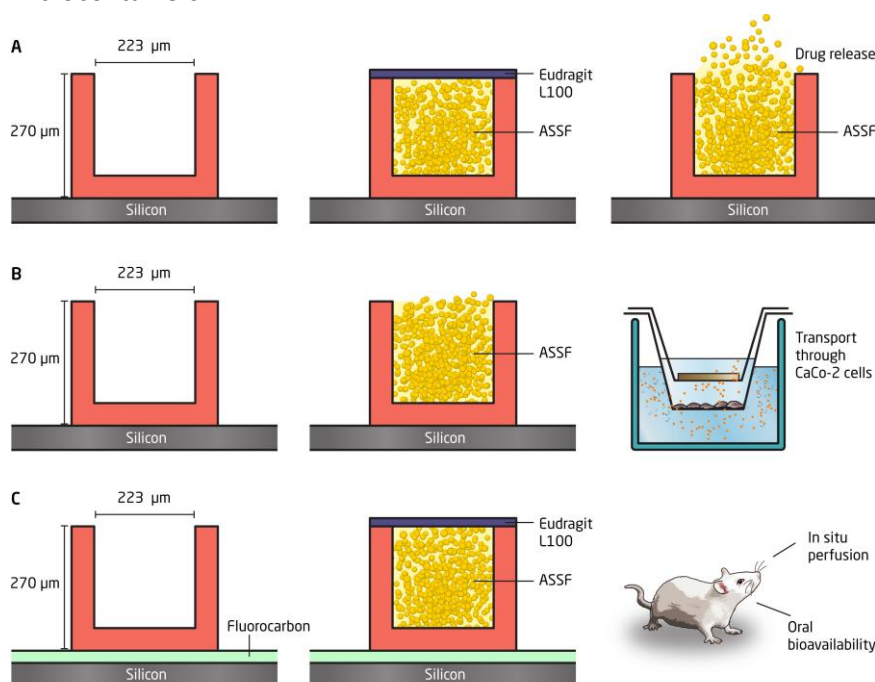 A
223 µm
270 µm
Silicon
Eudragit
L100
ASSF
Silicon
Drug release
ASSF
Silicon
B
223 µm
270 µm
Silicon
ASSF
Silicon
Transport
through
CaCo-2 cells
C
223 µm
270 µm
Fluorocarbon
Silicon
Eudragit
L100
ASSF
Silicon
In situ
perfusion
Oral
bioavailability